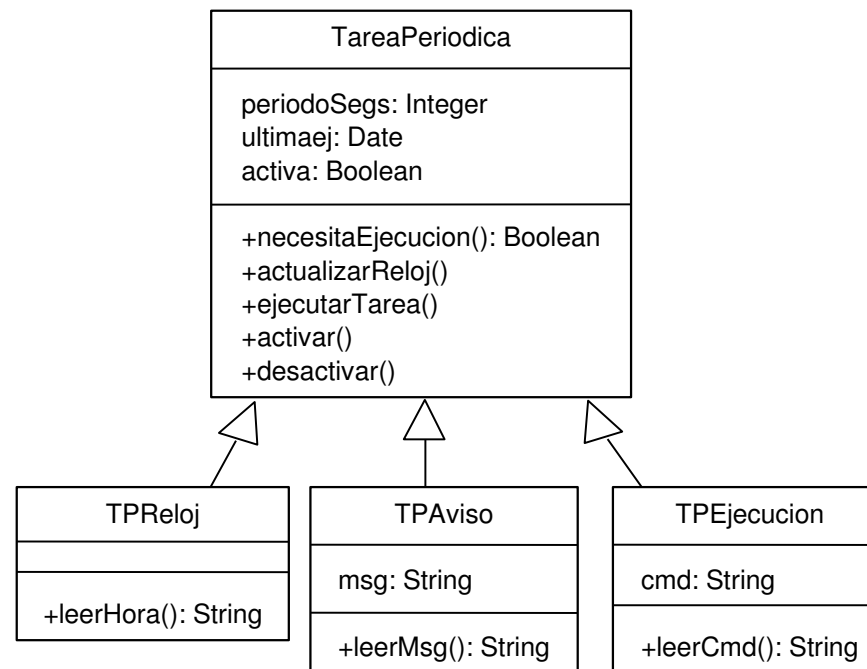 TareaPeriodica
periodoSegs: Integer
ultimaej: Date
activa: Boolean
+necesitaEjecucion(): Boolean
+actualizarReloj()
+ejecutarTarea()
+activar()
+desactivar()
TPReloj
+leerHora(): String
TPAviso
msg: String
+leerMsg(): String
TPEjecucion
cmd: String
+leerCmd(): String